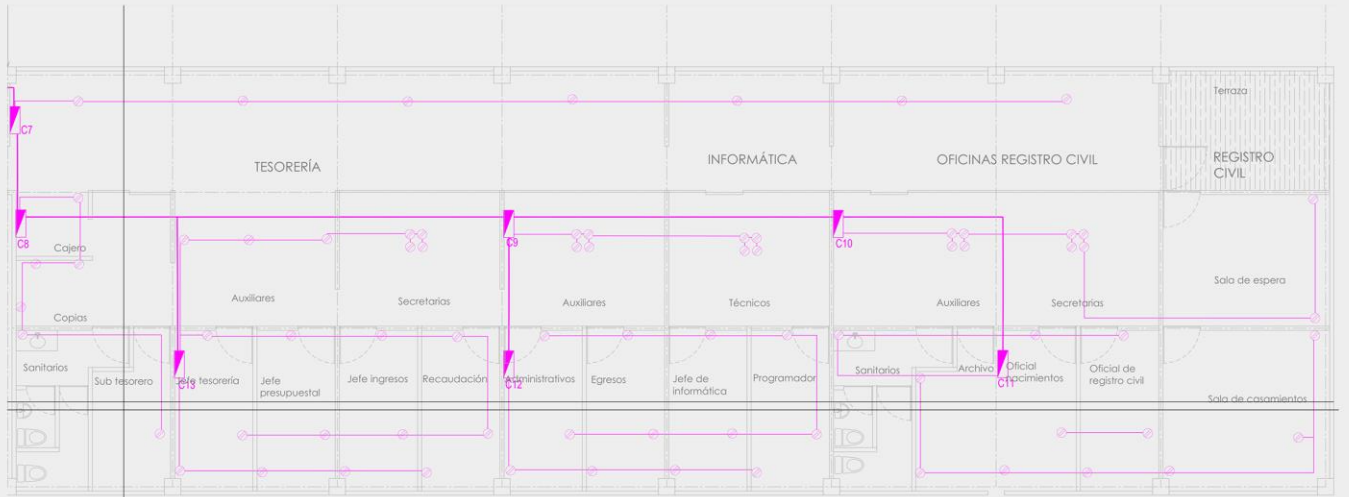 Terraza
C7
TESORERÍA
INFORMÁTICA
OFICINAS REGISTRO CIVIL
REGISTRO
CIVIL
C8
C9
C10
Cajero
Sala de espera
Auxiliares
Secretarias
Auxiliares
Técnicos
Auxiliares
Secretarias
Copias
Sanitarios
Sub tesorero
Jefe tesorería
C13
Jefe
presupuestal
Jefe ingresos
Recaudación
Administrativos
C12
Egresos
Jefe de
informática
Programador
Sanitarios
Archivo
Oficial
nacimientos
C11
Oficial de
registro civil
Sala de casamientos